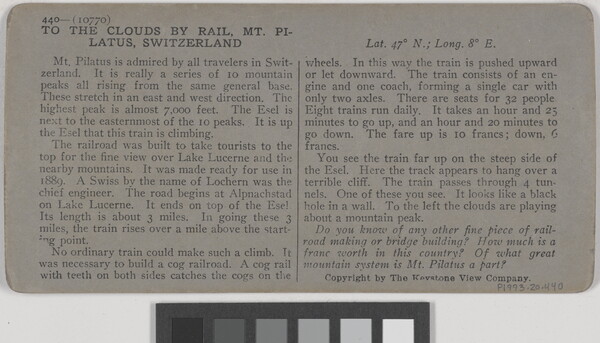 440—(10770)
TO THE CLOUDS BY RAIL, MT. PI-
LATUS, SWITZERLAND
Mt. Pilatus is admired by all travelers in Swit-
zerland. It is really a series of 10 mountain
peaks all rising from the same general base.
These stretch in an east and west direction. The
highest peak is almost 7,000 feet. The Esel is
next to the easternmost of the 10 peaks. It is up
the Esel that this train is climbing.
The railroad was built to take tourists to the
top for the fine view over Lake Lucerne and the
nearby mountains. It was made ready for use in
1889. A Swiss by the name of Lochern was the
chief engineer. The road begins at Alpnachstad
on Lake Lucerne. It ends on top of the Esel
Its length is about 3 miles. In going these 3
miles, the train rises over a mile above the start-
ing point.
No ordinary train could make such a climb. It
was necessary to build a cog railroad. A cog rail
with teeth on both sides catches the cogs on the
Lat. 47° N.; Long. 8° E.
wheels. In this way the train is pushed upward
or let downward. The train consists of an en-
gine and one coach, forming a single car with
only two axles. There are seats for 32 people.
Eight trains run daily. It takes an hour and 25
minutes to go up, and an hour and 20 minutes to
go down. The fare up is 10 francs; down, 6
francs.
You see the train far up on the steep side of
the Esel. Here the track appears to hang over a
terrible cliff. The train passes through 4 tun-
nels. One of these you see. It looks like a black
hole in a wall. To the left the clouds are playing
about a mountain peak.
Do you know of any other fine piece of rail-
road making or bridge building? How much is a
franc worth in this country? Of what great
mountain system is Mt. Pilatus a part?
Copyright by The Keystone View Company.
P1973.20.490